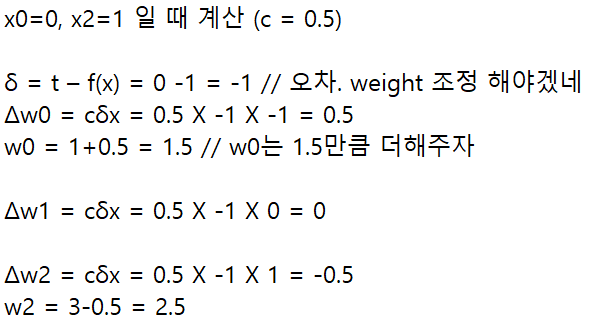 x0=0, x2=1 일 때 계산 (c = 0.5)
δ = t – f(x) = 0 -1 = -1 // 오차. weight 조정 해야겠네
Δw0 = cδx = 0.5 X -1 X -1 = 0.5
w0 = 1+0.5 = 1.5 // w0는 1.5만큼 더해주자
Δw1 = cδx = 0.5 X -1 X 0 = 0
Δw2 = cδx = 0.5 X -1 X 1 = -0.5
w2 = 3-0.5 = 2.5